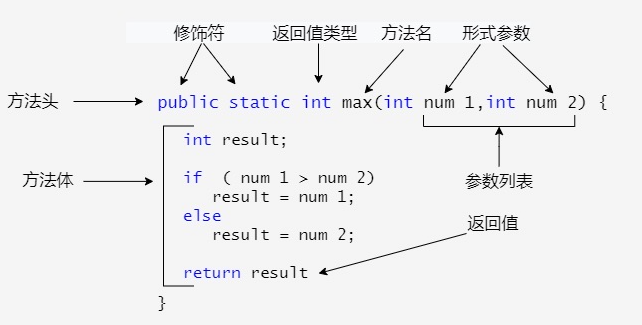 修饰符 返回值类型 方法名 形式参数
方法头 public static int max(int num 1,int num 2) {
int result;
if ( num 1 > num 2)
方法体 参数列表
result = num 1;
else
返回值
result = num 2;
return result
}